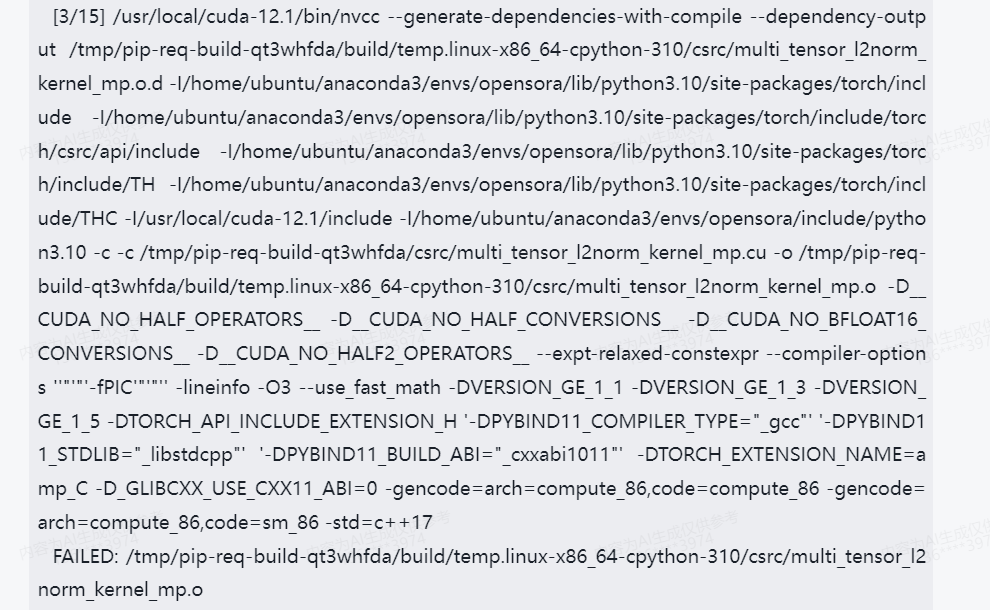 [3/15] /usr/local/cuda-12.1/bin/nvcc --generate-dependencies-with-compile --dependency-outp
ut /tmp/pip-req-build-qt3whfda/build/temp.linux-x86_64-cpython-310/csrc/multi_tensor_l2norm_
kernel_mp.o.d -I/home/ubuntu/anaconda3/envs/opensora/lib/python3.10/site-packages/torch/incl
ude -I/home/ubuntu/anaconda3/envs/opensora/lib/python3.10/site-packages/torch/include/torc
h/csrc/api/include -I/home/ubuntu/anaconda3/envs/opensora/lib/python3.10/site-packages/torc
h/include/TH -I/home/ubuntu/anaconda3/envs/opensora/lib/python3.10/site-packages/torch/incl
ude/THC -I/usr/local/cuda-12.1/include -I/home/ubuntu/anaconda3/envs/opensora/include/pytho
n3.10 -c -c /tmp/pip-req-build-qt3whfda/csrc/multi_tensor_l2norm_kernel_mp.cu -o /tmp/pip-req-
build-qt3whfda/build/temp.linux-x86_64-cpython-310/csrc/multi_tensor_l2norm_kernel_mp.o -D__
CUDA_NO_HALF_OPERATORS__ -D__CUDA_NO_HALF_CONVERSIONS__ -D__CUDA_NO_BFLOAT16_
CONVERSIONS__ -D__CUDA_NO_HALF2_OPERATORS__ --expt-relaxed-constexpr --compiler-option
s ''"'"'-fPIC'"'"'' -lineinfo -O3 --use_fast_math -DVERSION_GE_1_1 -DVERSION_GE_1_3 -DVERSION_
GE_1_5 -DTORCH_API_INCLUDE_EXTENSION_H '-DPYBIND11_COMPILER_TYPE="_gcc"' '-DPYBIND1
1_STDLIB="_libstdcpp"' '-DPYBIND11_BUILD_ABI="_cxxabi1011"' -DTORCH_EXTENSION_NAME=a
mp_C -D_GLIBCXX_USE_CXX11_ABI=0 -gencode=arch=compute_86,code=compute_86 -gencode=
arch=compute_86,code=sm_86 -std=c++17
FAILED: /tmp/pip-req-build-qt3whfda/build/temp.linux-x86_64-cpython-310/csrc/multi_tensor_l2
norm_kernel_mp.o